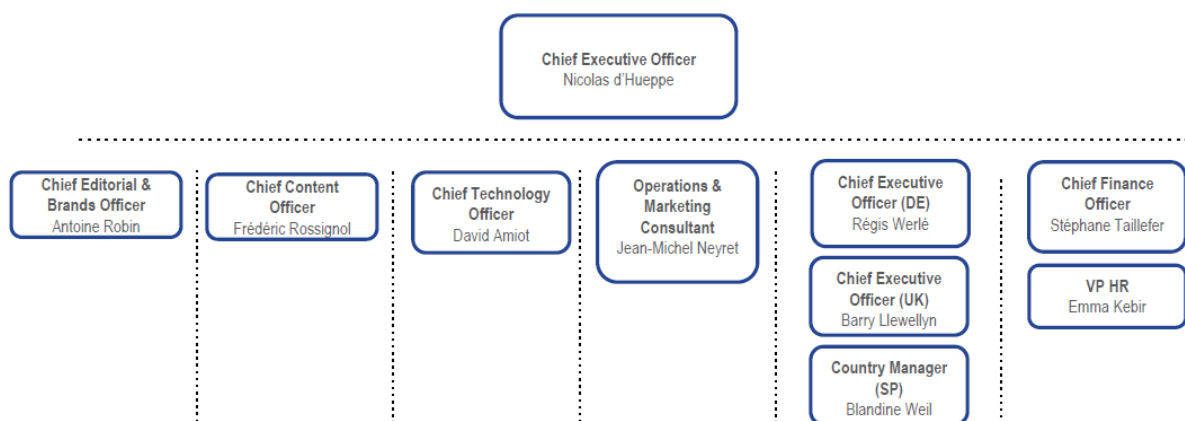 Chief Executive Officer
Nicolas d'Hueppe
Chief Editorial &
Brands Officer
Antoine Robin
Chief Content
Officer
Frédéric Rossignol
Chief Technology
Officer
David Amiot
Operations &
Marketing
Consultant
Jean-Michel Neyret
Chief Executive
Officer (DE)
Régis Werlé
Chief Executive
Officer (UK)
Barry Llewellyn
Country Manager
(SP)
Blandine Weil
Chief Finance
Officer
Stéphane Taillefer
VP HR
Emma Kebir